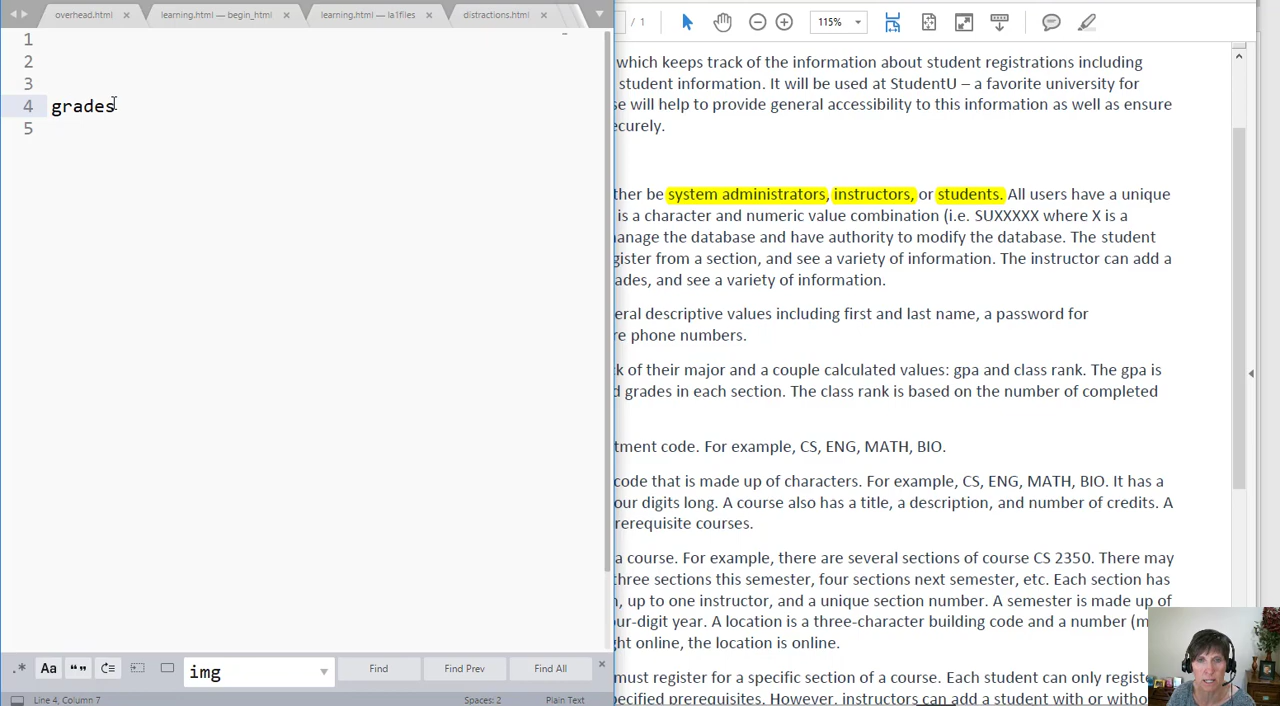 overhead.html
learning.html — begin_html
learning.html — la1files
distractions.html
1
2
3
4 grades
5
.* Aa
img
Find
Find Prev
Find All
Line 4, Column 7
Spaces: 2
Plain Text
/ 1
115%
which keeps track of the information about student registrations including
student information. It will be used at StudentU – a favorite university for
se will help to provide general accessibility to this information as well as ensure
curely.
ther be system administrators, instructors, or students. All users have a unique
is a character and numeric value combination (i.e. SUXXXXX where X is a
anage the database and have authority to modify the database. The student
gister from a section, and see a variety of information. The instructor can add a
ades, and see a variety of information.
eral descriptive values including first and last name, a password for
re phone numbers.
k of their major and a couple calculated values: gpa and class rank. The gpa is
d grades in each section. The class rank is based on the number of completed
tment code. For example, CS, ENG, MATH, BIO.
code that is made up of characters. For example, CS, ENG, MATH, BIO. It has a
our digits long. A course also has a title, a description, and number of credits. A
rerequisite courses.
a course. For example, there are several sections of course CS 2350. There may
three sections this semester, four sections next semester, etc. Each section has
n, up to one instructor, and a unique section number. A semester is made up of
ur-digit year. A location is a three-character building code and a number (m
ht online, the location is online.
must register for a specific section of a course. Each student can only registe
ecified prerequisites. However, instructors can add a student with or witho